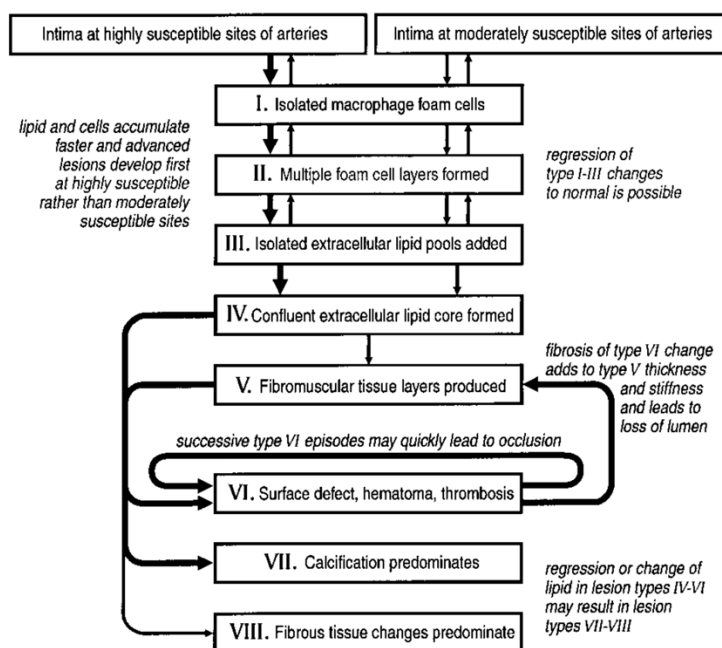 Intima at highly susceptible sites of arteries
Intima at moderately susceptible sites of arteries
I. Isolated macrophage foam cells
lipid and cells accumulate
faster and advanced
lesions develop first
at highly susceptible
rather than moderately
susceptible sites
II. Multiple foam cell layers formed
regression of
type I-III changes
to normal is possible
III. Isolated extracellular lipid pools added
IV. Confluent extracellular lipid core formed
V. Fibromuscular tissue layers produced
fibrosis of type VI change
adds to type V thickness
and stiffness
and leads to
loss of lumen
successive type VI episodes may quickly lead to occlusion
VI. Surface defect, hematoma, thrombosis
VII. Calcification predominates
regression or change of
lipid in lesion types IV-VI
may result in lesion
types VII-VIII
VIII. Fibrous tissue changes predominate